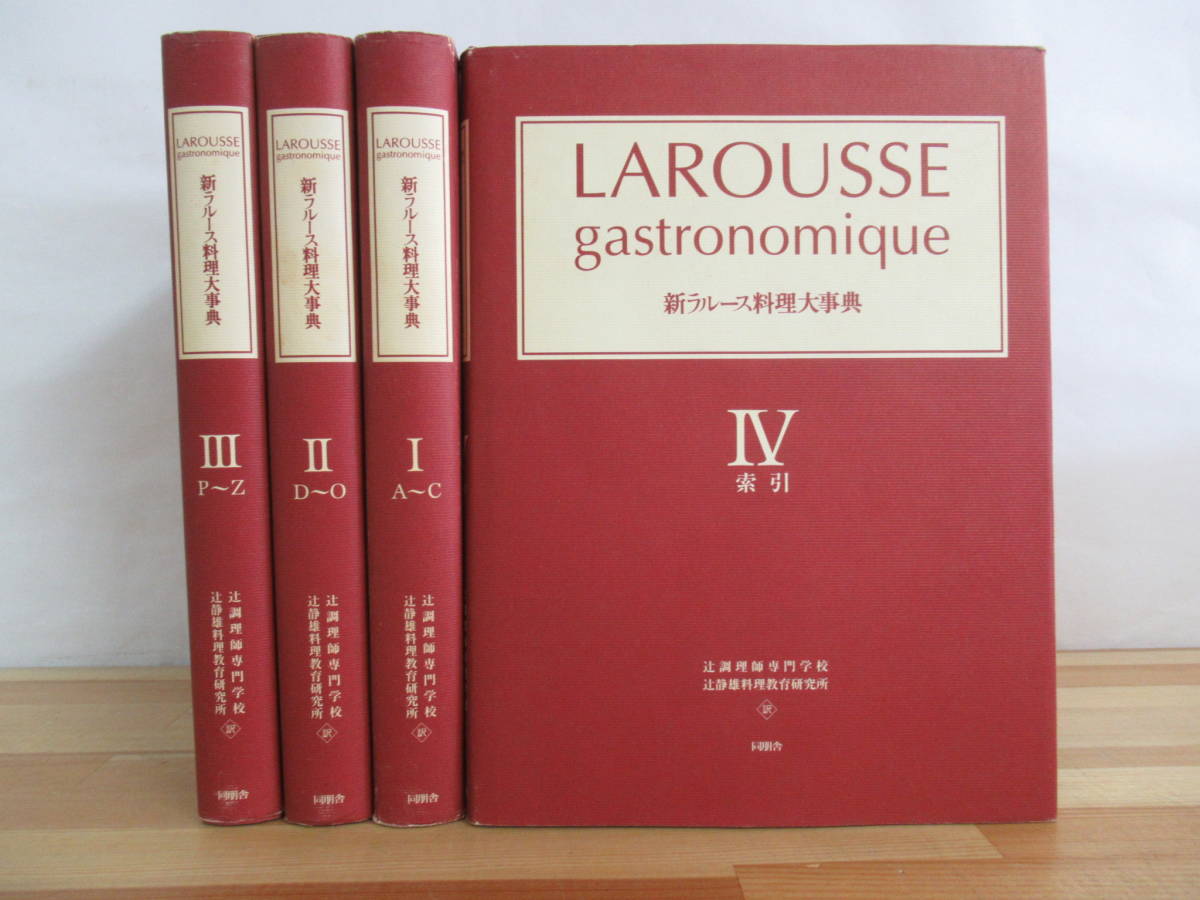 LAROUSSE
gastronomique
新ラルース料理大事典
III
P〜Z
辻調理師専門学校
辻静雄料理教育研究所
訳
同朋舎
LAROUSSE
gastronomique
新ラルース料理大事典
II
D〜O
辻調理師専門学校
辻静雄料理教育研究所
訳
同朋舎
LAROUSSE
gastronomique
新ラルース料理大事典
I
A〜C
辻調理師専門学校
辻静雄料理教育研究所
訳
同朋舎
LAROUSSE
gastronomique
新ラルース料理大事典
IV
索引
辻調理師専門学校
辻静雄料理教育研究所
訳
同朋舎